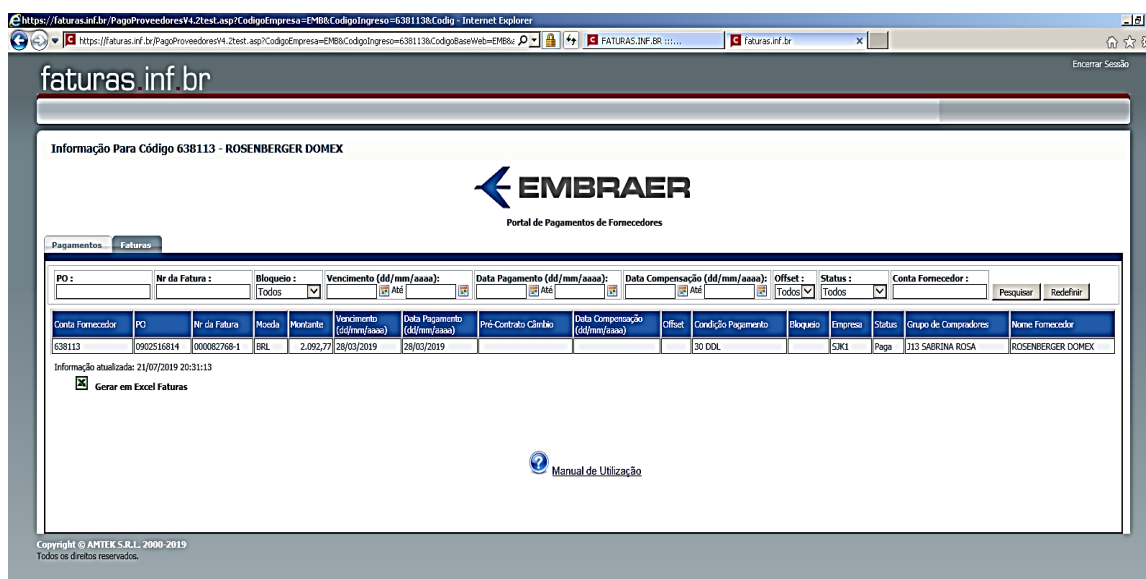 https://faturas.inf.br/PagoProveedoresV4.2test.asp?CodigoEmpresa=EMB&CodigoIngreso=638113&Codig - Internet Explorer
https://faturas.inf.br/PagoProveedoresV4.2test.asp?CodigoEmpresa=EMB&CodigoIngreso=638113&CodigoBaseWeb=EMB& FATURAS.INF.BR :::... faturas.inf.br x
Encerrar Sessão
faturas.inf.br
Informação Para Código 638113 - ROSENBERGER DOMEX
EMBRAER
Portal de Pagamentos de Fornecedores
Pagamentos Faturas
PO : Nr da Fatura : Bloqueio : Vencimento (dd/mm/aaaa): Data Pagamento (dd/mm/aaaa): Data Compensação (dd/mm/aaaa): Offset : Status : Conta Fornecedor :
Todos Até Até Até Todos Todos Pesquisar Redefinir
Conta Fornecedor PO Nr da Fatura Moeda Montante Vencimento (dd/mm/aaaa) Data Pagamento (dd/mm/aaaa) Pré-Contrato Câmbio Data Compensação (dd/mm/aaaa) Offset Condição Pagamento Bloqueio Empresa Status Grupo de Compradores Nome Fornecedor
638113 0902516814 000082768-1 BRL 2.092,77 28/03/2019 28/03/2019 30 DDL SJK1 Paga J13 SABRINA ROSA ROSENBERGER DOMEX
Informação atualizada: 21/07/2019 20:31:13
Gerar em Excel Faturas
Manual de Utilização
Copyright © AMTEK S.R.L. 2000-2019
Todos os direitos reservados.